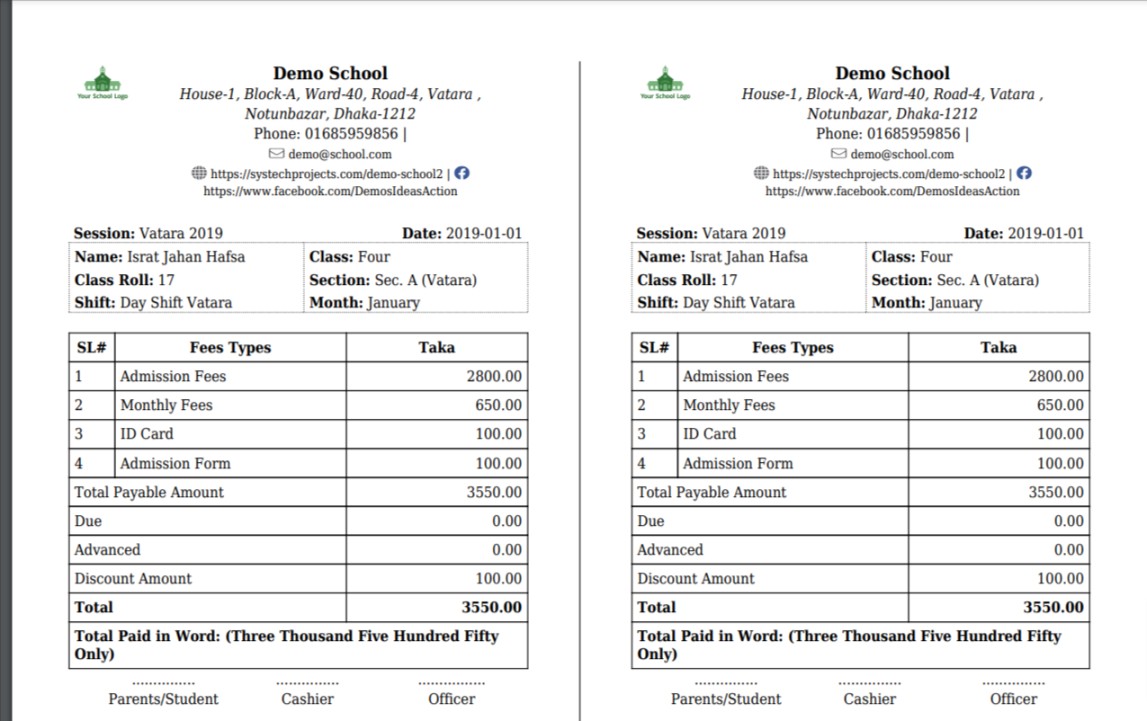 Your School Logo
Demo School
House-1, Block-A, Ward-40, Road-4, Vatara ,
Notunbazar, Dhaka-1212
Phone: 01685959856 |
demo@school.com
https://systechprojects.com/demo-school2 |
https://www.facebook.com/DemosIdeasAction
Session: Vatara 2019 Date: 2019-01-01
Name: Israt Jahan Hafsa Class: Four
Class Roll: 17 Section: Sec. A (Vatara)
Shift: Day Shift Vatara Month: January
SL# Fees Types Taka
1 Admission Fees 2800.00
2 Monthly Fees 650.00
3 ID Card 100.00
4 Admission Form 100.00
Total Payable Amount 3550.00
Due 0.00
Advanced 0.00
Discount Amount 100.00
Total 3550.00
Total Paid in Word: (Three Thousand Five Hundred Fifty
Only)
............... ............... ................
Parents/Student Cashier Officer
Your School Logo
Demo School
House-1, Block-A, Ward-40, Road-4, Vatara ,
Notunbazar, Dhaka-1212
Phone: 01685959856 |
demo@school.com
https://systechprojects.com/demo-school2 |
https://www.facebook.com/DemosIdeasAction
Session: Vatara 2019 Date: 2019-01-01
Name: Israt Jahan Hafsa Class: Four
Class Roll: 17 Section: Sec. A (Vatara)
Shift: Day Shift Vatara Month: January
SL# Fees Types Taka
1 Admission Fees 2800.00
2 Monthly Fees 650.00
3 ID Card 100.00
4 Admission Form 100.00
Total Payable Amount 3550.00
Due 0.00
Advanced 0.00
Discount Amount 100.00
Total 3550.00
Total Paid in Word: (Three Thousand Five Hundred Fifty
Only)
............... ............... ...............
Parents/Student Cashier Officer